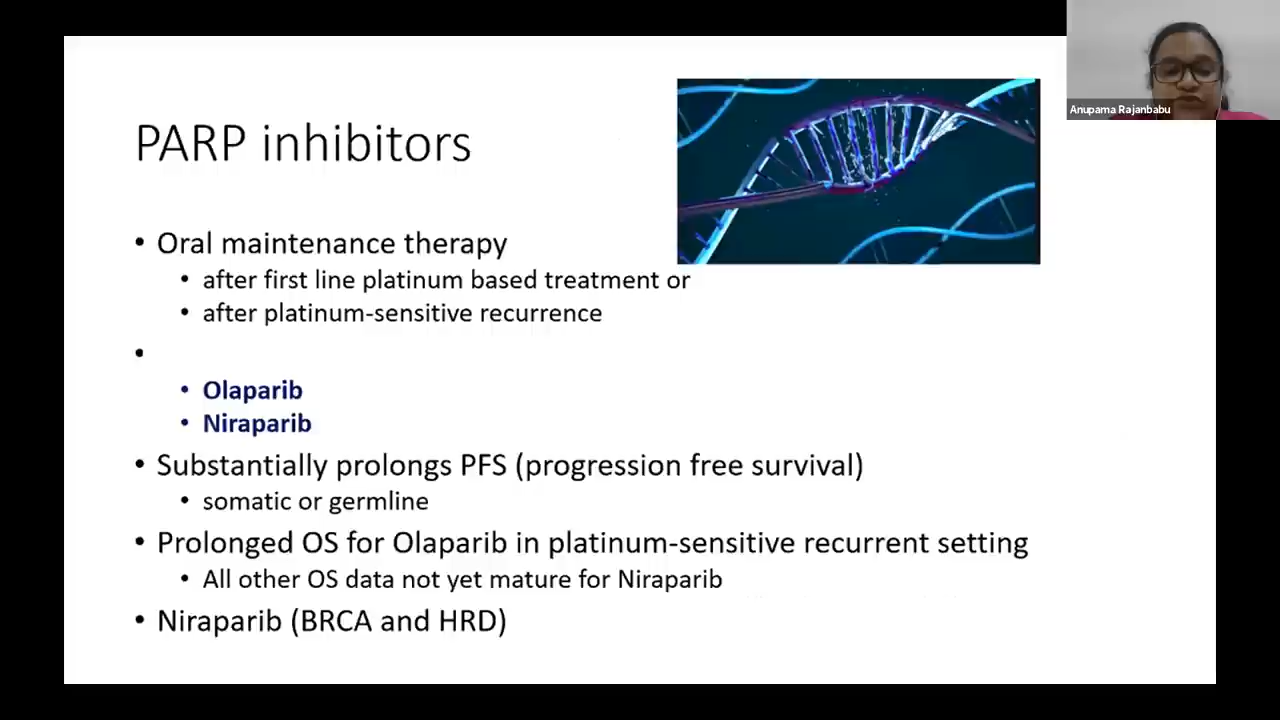 Anupama Rajanbabu
PARP inhibitors
• Oral maintenance therapy
• after first line platinum based treatment or
• after platinum-sensitive recurrence
•
• Olaparib
• Niraparib
• Substantially prolongs PFS (progression free survival)
• somatic or germline
• Prolonged OS for Olaparib in platinum-sensitive recurrent setting
• All other OS data not yet mature for Niraparib
• Niraparib (BRCA and HRD)